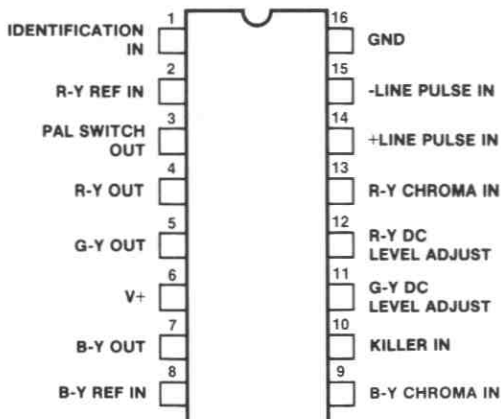 1
IDENTIFICATION
IN
2
R-Y REF IN
3
PAL SWITCH
OUT
4
R-Y OUT
5
G-Y OUT
6
V+
7
B-Y OUT
8
B-Y REF IN
16
GND
15
-LINE PULSE IN
14
+LINE PULSE IN
13
R-Y CHROMA IN
12
R-Y DC
LEVEL ADJUST
11
G-Y DC
LEVEL ADJUST
10
KILLER IN
9
B-Y CHROMA IN